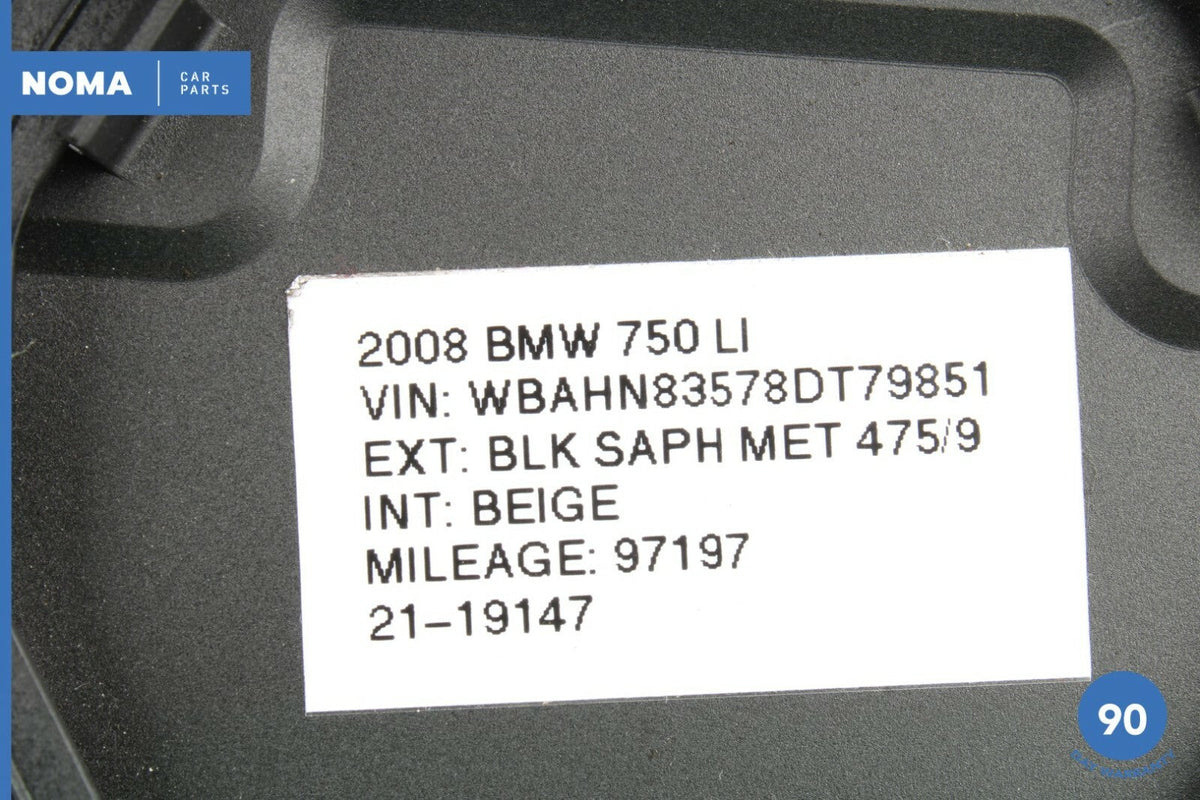 NOMA
CAR
PARTS
2008 BMW 750 LI
VIN: WBAHN83578DT79851
EXT: BLK SAPH MET 475/9
INT: BEIGE
MILEAGE: 97197
21-19147
90